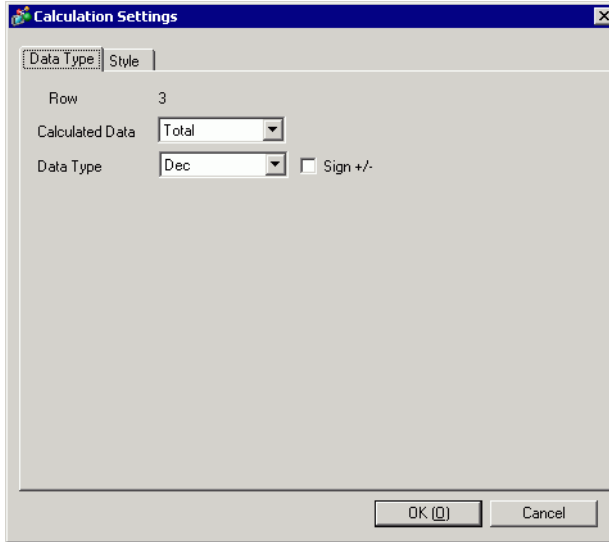 Calculation Settings
Data Type Style
Row 3
Calculated Data Total
Data Type Dec Sign +/-
OK (O) Cancel